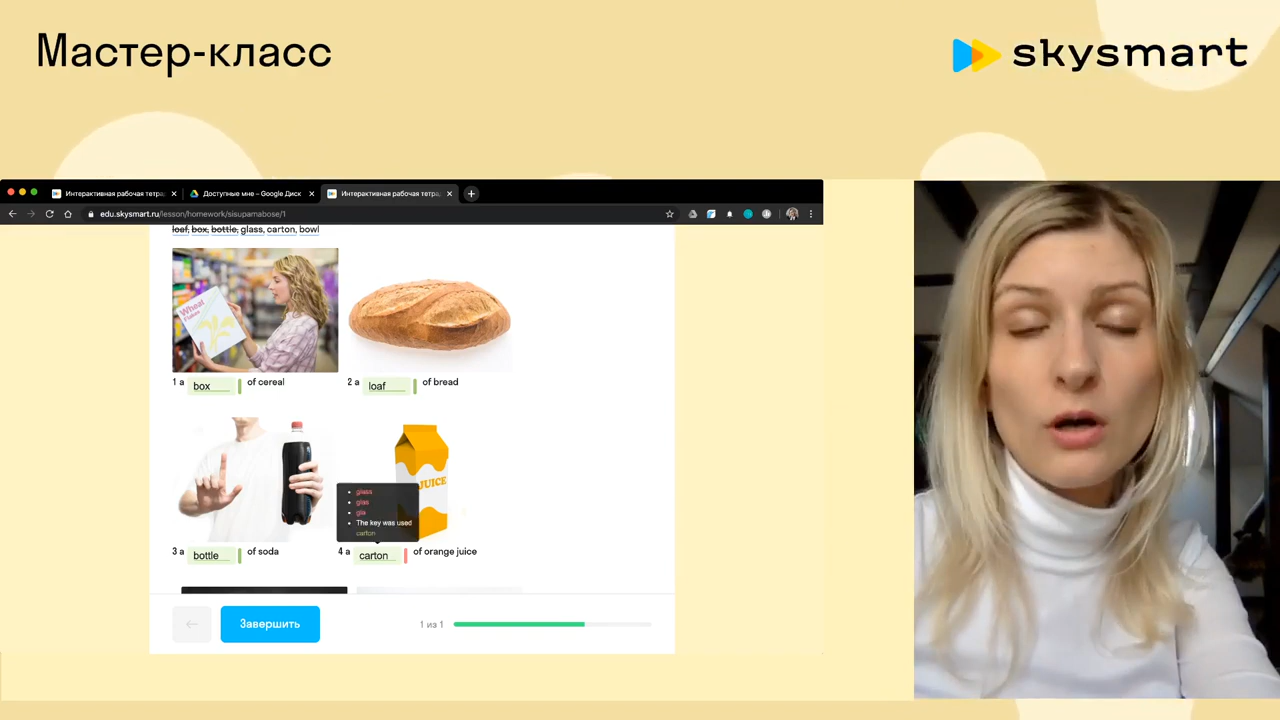 Мастер-класс
skysmart
Интерактивная рабочая тетра
Доступные мне – Google Диск
Интерактивная рабочая тетра
edu.skysmart.ru/lesson/homework/sisupamabose/1
loaf, box, bottle, glass, carton, bowl
Wheat
Flakes
1 a box of cereal
2 a loaf of bread
JUICE
glass
glas
gla
The key was used
carton
3 a bottle of soda
4 a carton of orange juice
Завершить
1 из 1